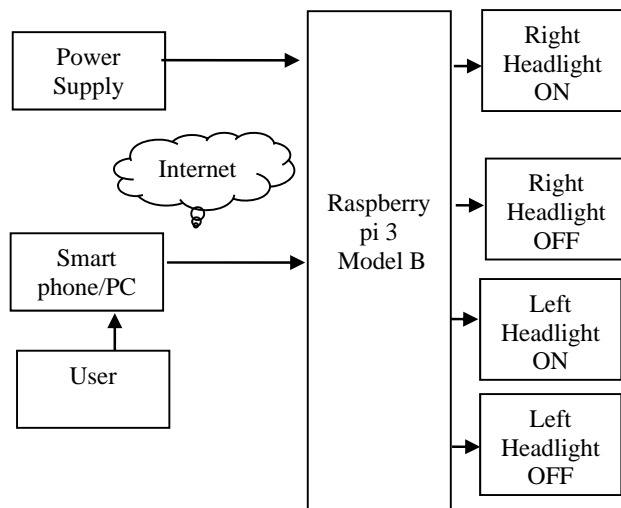 Power
Supply
Internet
Smart
phone/PC
User
Raspberry
pi 3
Model B
Right
Headlight
ON
Right
Headlight
OFF
Left
Headlight
ON
Left
Headlight
OFF